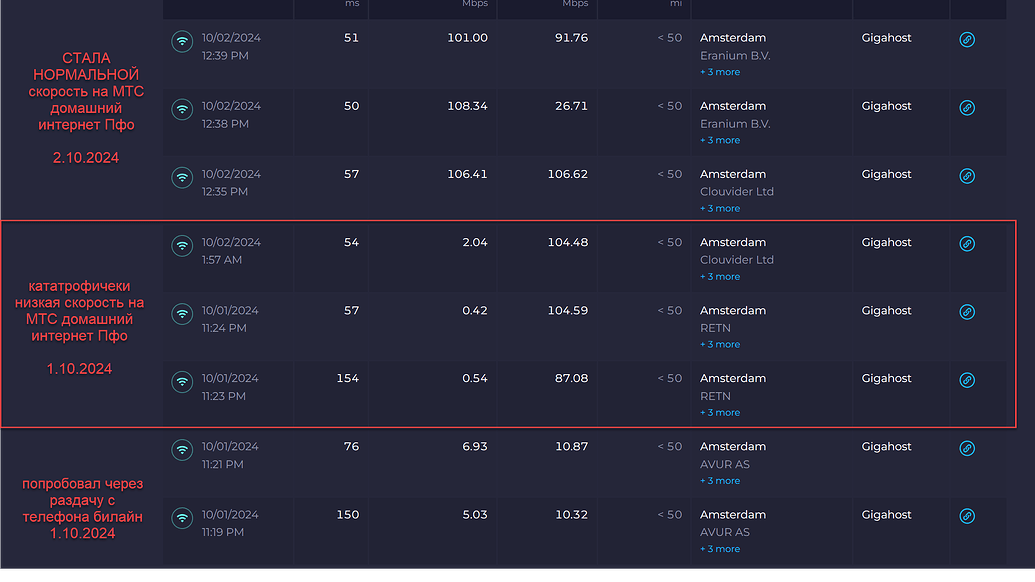 ms Mbps Mbps mi
СТАЛА
НОРМАЛЬНОЙ
скорость на МТС
домашний
интернет Пфо
2.10.2024
10/02/2024 51 101.00 91.76 < 50 Amsterdam Gigahost
12:39 PM Eranium B.V.
+ 3 more
10/02/2024 50 108.34 26.71 < 50 Amsterdam Gigahost
12:38 PM Eranium B.V.
+ 3 more
10/02/2024 57 106.41 106.62 < 50 Amsterdam Gigahost
12:35 PM Clouvider Ltd
+ 3 more
кататрофичеки
низкая скорость на
МТС домашний
интернет Пфо
1.10.2024
10/02/2024 54 2.04 104.48 < 50 Amsterdam Gigahost
1:57 AM Clouvider Ltd
+ 3 more
10/01/2024 57 0.42 104.59 < 50 Amsterdam Gigahost
11:24 PM RETN
+ 3 more
10/01/2024 154 0.54 87.08 < 50 Amsterdam Gigahost
11:23 PM RETN
+ 3 more
попробовал через
раздачу с
телефона билайн
1.10.2024
10/01/2024 76 6.93 10.87 < 50 Amsterdam Gigahost
11:21 PM AVUR AS
+ 3 more
10/01/2024 150 5.03 10.32 < 50 Amsterdam Gigahost
11:19 PM AVUR AS
+ 3 more